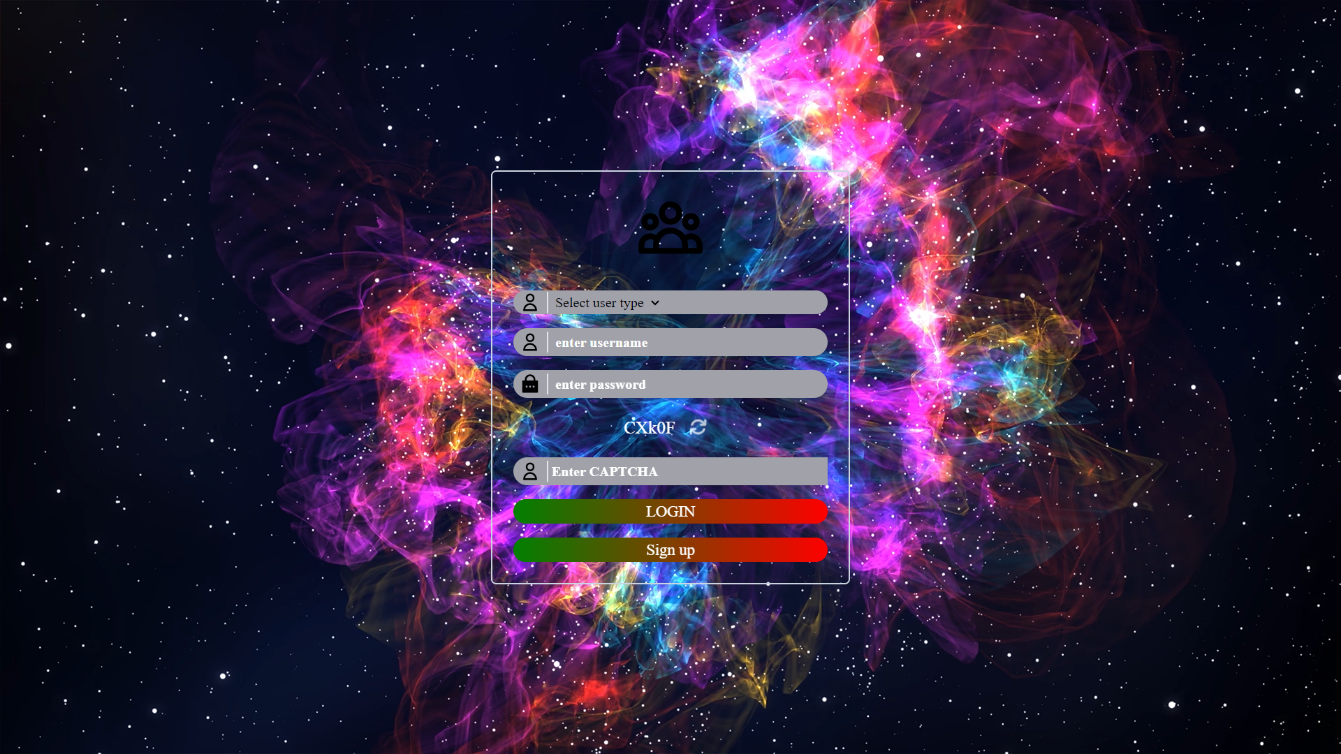 Select user type
enter username
enter password
CXk0F
Enter CAPTCHA
LOGIN
Sign up